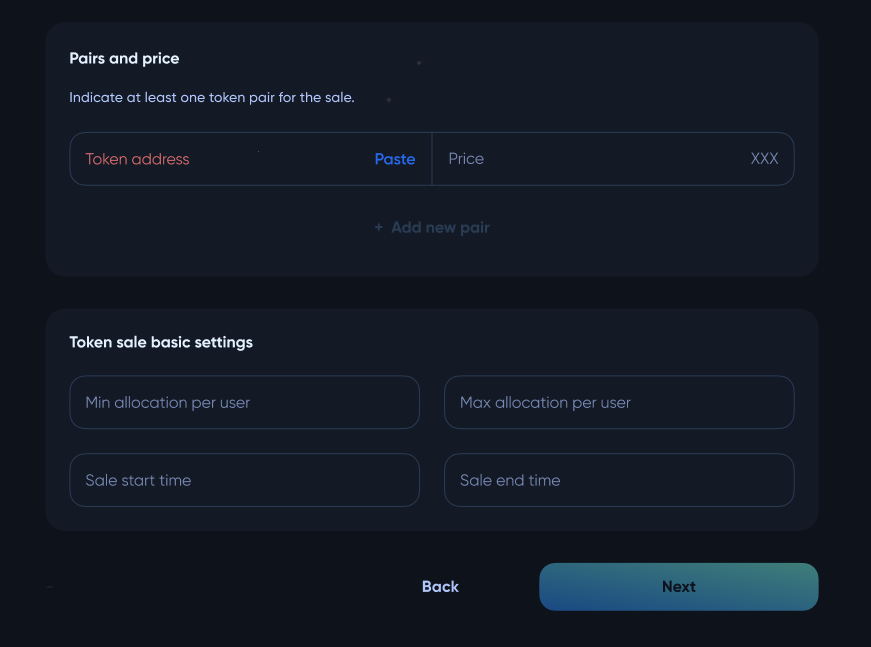 Pairs and price
Indicate at least one token pair for the sale.
Token address Paste Price XXX
+ Add new pair
Token sale basic settings
Min allocation per user Max allocation per user
Sale start time Sale end time
Back Next